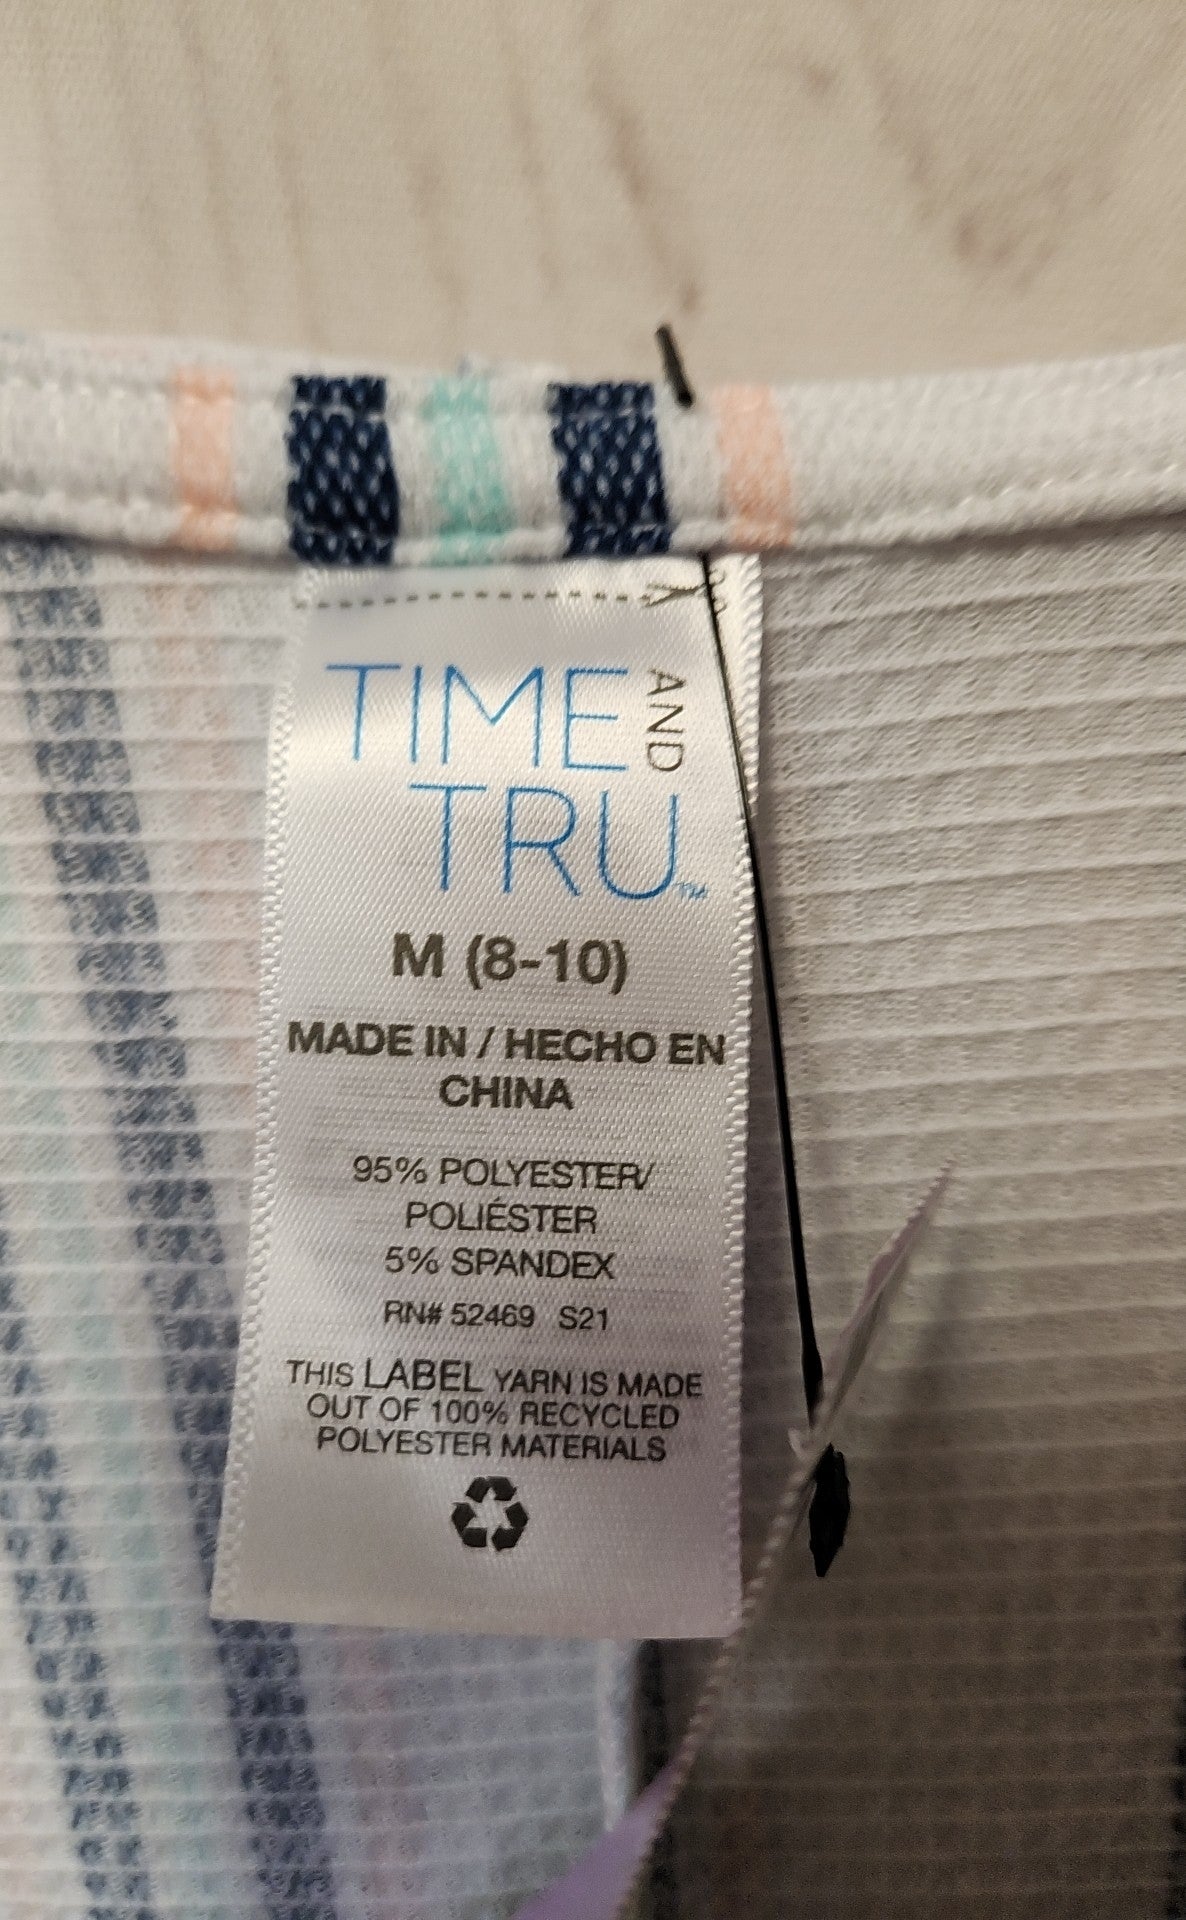 TIME AND
TRU™
M (8-10)
MADE IN / HECHO EN
CHINA
95% POLYESTER/
POLIÉSTER
5% SPANDEX
RN# 52469 S21
THIS LABEL YARN IS MADE
OUT OF 100% RECYCLED
POLYESTER MATERIALS